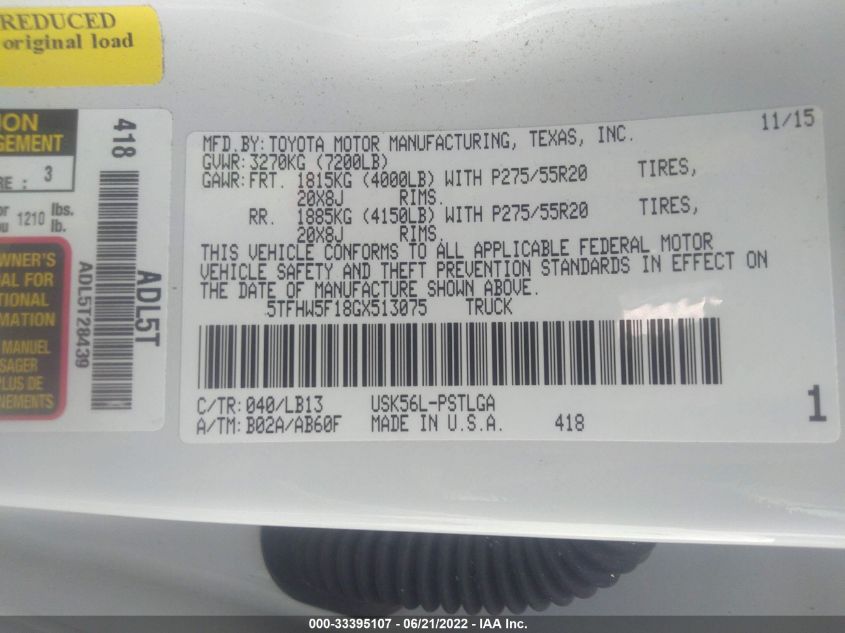 REDUCED
original load
ION
GEMENT
RE : 3
or
1210 lbs.
lb.
WNER'S
AL FOR
TIONAL
MATION
MANUEL
SAGER
PLUS DE
NEMENTS
418
ADL5T28439
ADL5T
11/15
MFD.BY:TOYOTA MOTOR MANUFACTURING, TEXAS, INC.
GVWR:3270KG (7200LB)
GAWR:FRT. 1815KG (4000LB) WITH P275/55R20 TIRES,
20X8J RIMS.
RR. 1885KG (4150LB) WITH P275/55R20 TIRES,
20X8J RIMS.
THIS VEHICLE CONFORMS TO ALL APPLICABLE FEDERAL MOTOR
VEHICLE SAFETY AND THEFT PREVENTION STANDARDS IN EFFECT ON
THE DATE OF MANUFACTURE SHOWN ABOVE.
5TFHW5F18GX513075 TRUCK
C/TR:040/LB13 USK56L-PSTLGA
A/TM:B02A/AB60F MADE IN U.S.A. 418
1
000-33395107 - 06/21/2022 - IAA Inc.